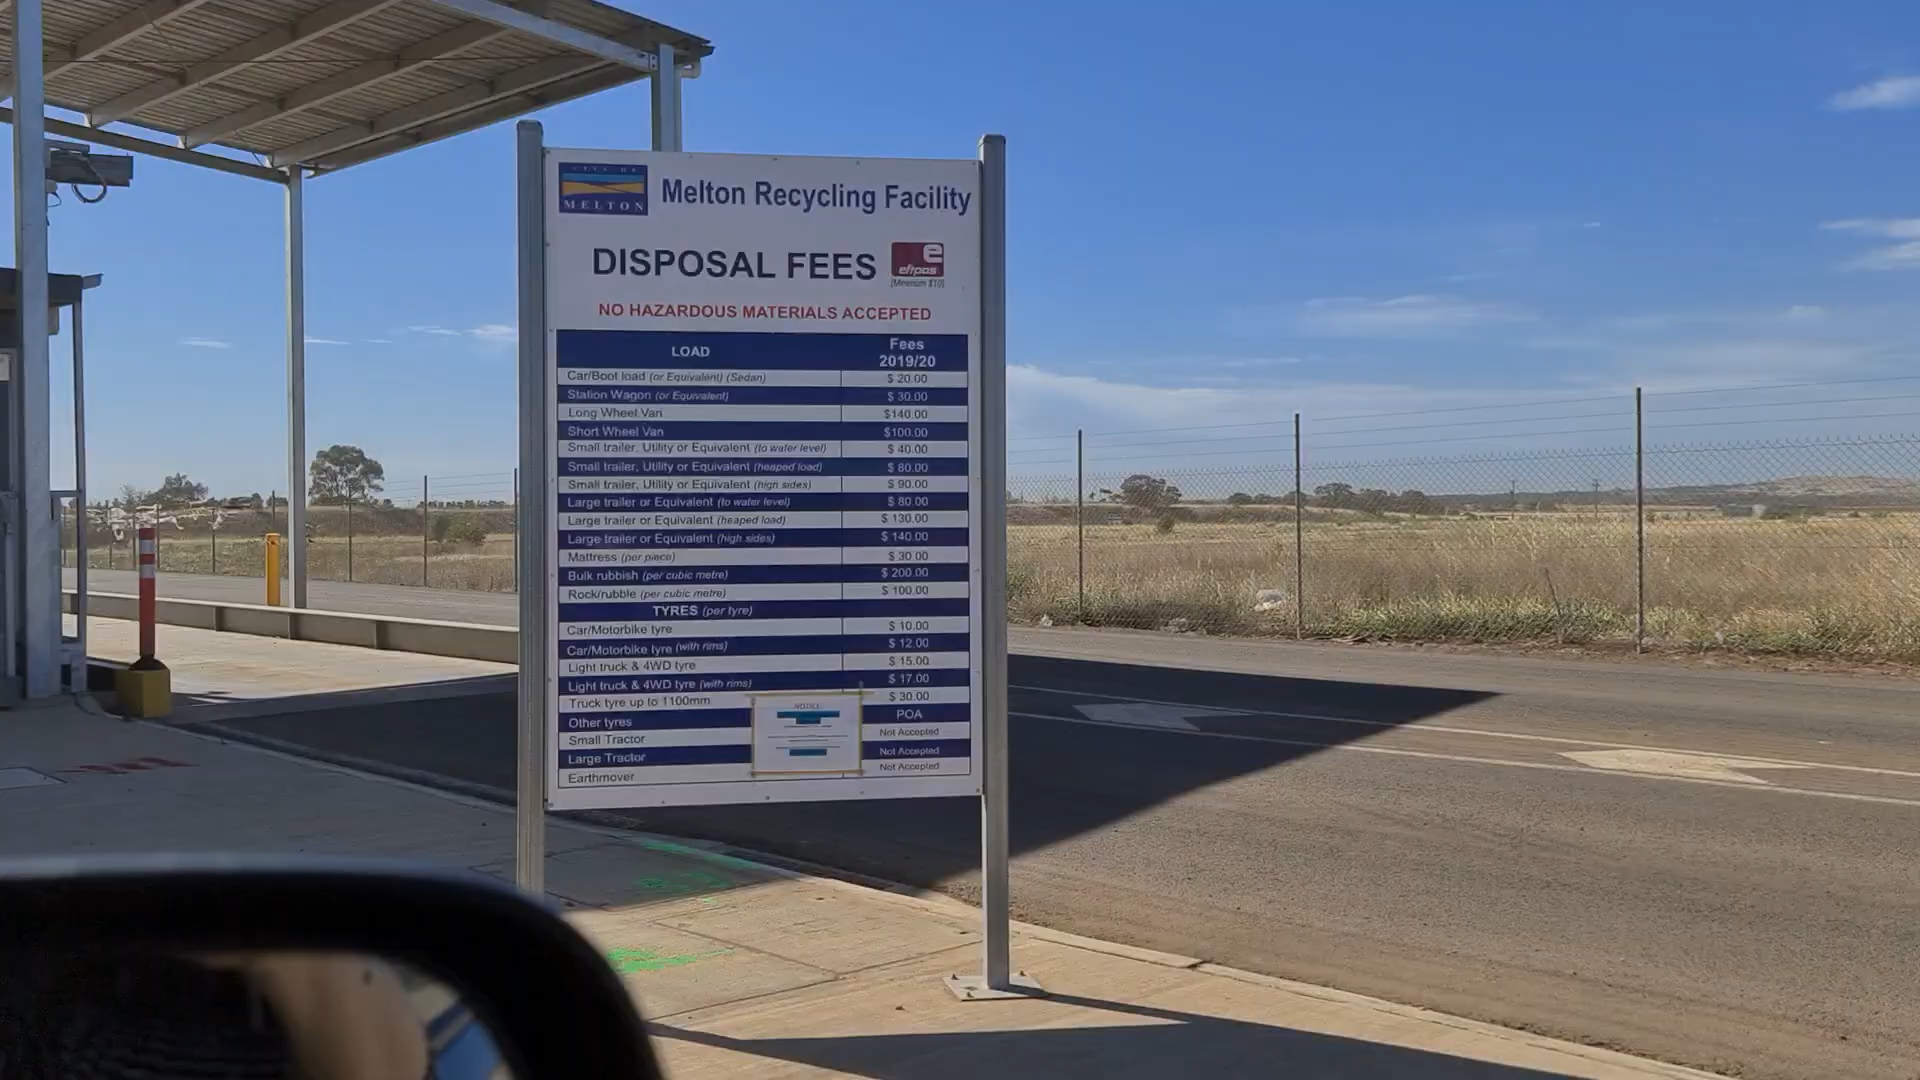 CITY OF
MELTON
Melton Recycling Facility
DISPOSAL FEES
e
eftpos
(Minimum $10)
NO HAZARDOUS MATERIALS ACCEPTED
LOAD Fees 2019/20
Car/Boot load (or Equivalent) (Sedan) $ 20.00
Station Wagon (or Equivalent) $ 30.00
Long Wheel Van $140.00
Short Wheel Van $100.00
Small trailer, Utility or Equivalent (to water level) $ 40.00
Small trailer, Utility or Equivalent (heaped load) $ 80.00
Small trailer, Utility or Equivalent (high sides) $ 90.00
Large trailer or Equivalent (to water level) $ 80.00
Large trailer or Equivalent (heaped load) $ 130.00
Large trailer or Equivalent (high sides) $ 140.00
Mattress (per piece) $ 30.00
Bulk rubbish (per cubic metre) $ 200.00
Rock/rubble (per cubic metre) $ 100.00
TYRES (per tyre)
Car/Motorbike tyre $ 10.00
Car/Motorbike tyre (with rims) $ 12.00
Light truck & 4WD tyre $ 15.00
Light truck & 4WD tyre (with rims) $ 17.00
Truck tyre up to 1100mm $ 30.00
Other tyres POA
Small Tractor Not Accepted
Large Tractor Not Accepted
Earthmover Not Accepted
NOTICE